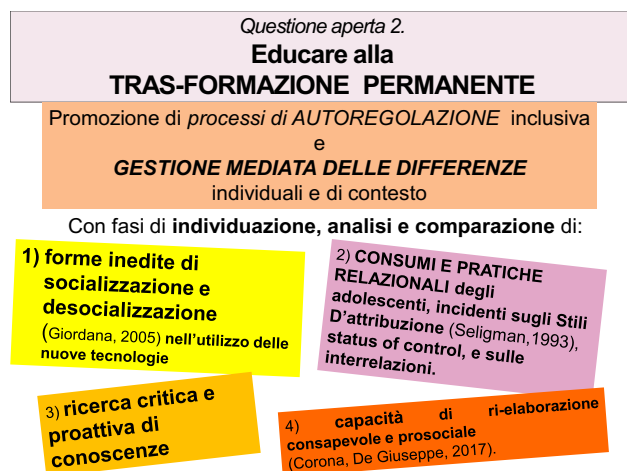 Questione aperta 2.
Educare alla
TRAS-FORMAZIONE PERMANENTE
Promozione di processi di AUTOREGOLAZIONE inclusiva
e
GESTIONE MEDIATA DELLE DIFFERENZE
individuali e di contesto
Con fasi di individuazione, analisi e comparazione di:
1) forme inedite di
socializzazione e
desocializzazione
(Giordana, 2005) nell'utilizzo delle
nuove tecnologie
2) CONSUMI E PRATICHE
RELAZIONALI degli
adolescenti, incidenti sugli Stili
D'attribuzione (Seligman,1993),
status of control, e sulle
interrelazioni.
3) ricerca critica e
proattiva di
conoscenze
4) capacità di ri-elaborazione
consapevole e prosociale
(Corona, De Giuseppe, 2017).